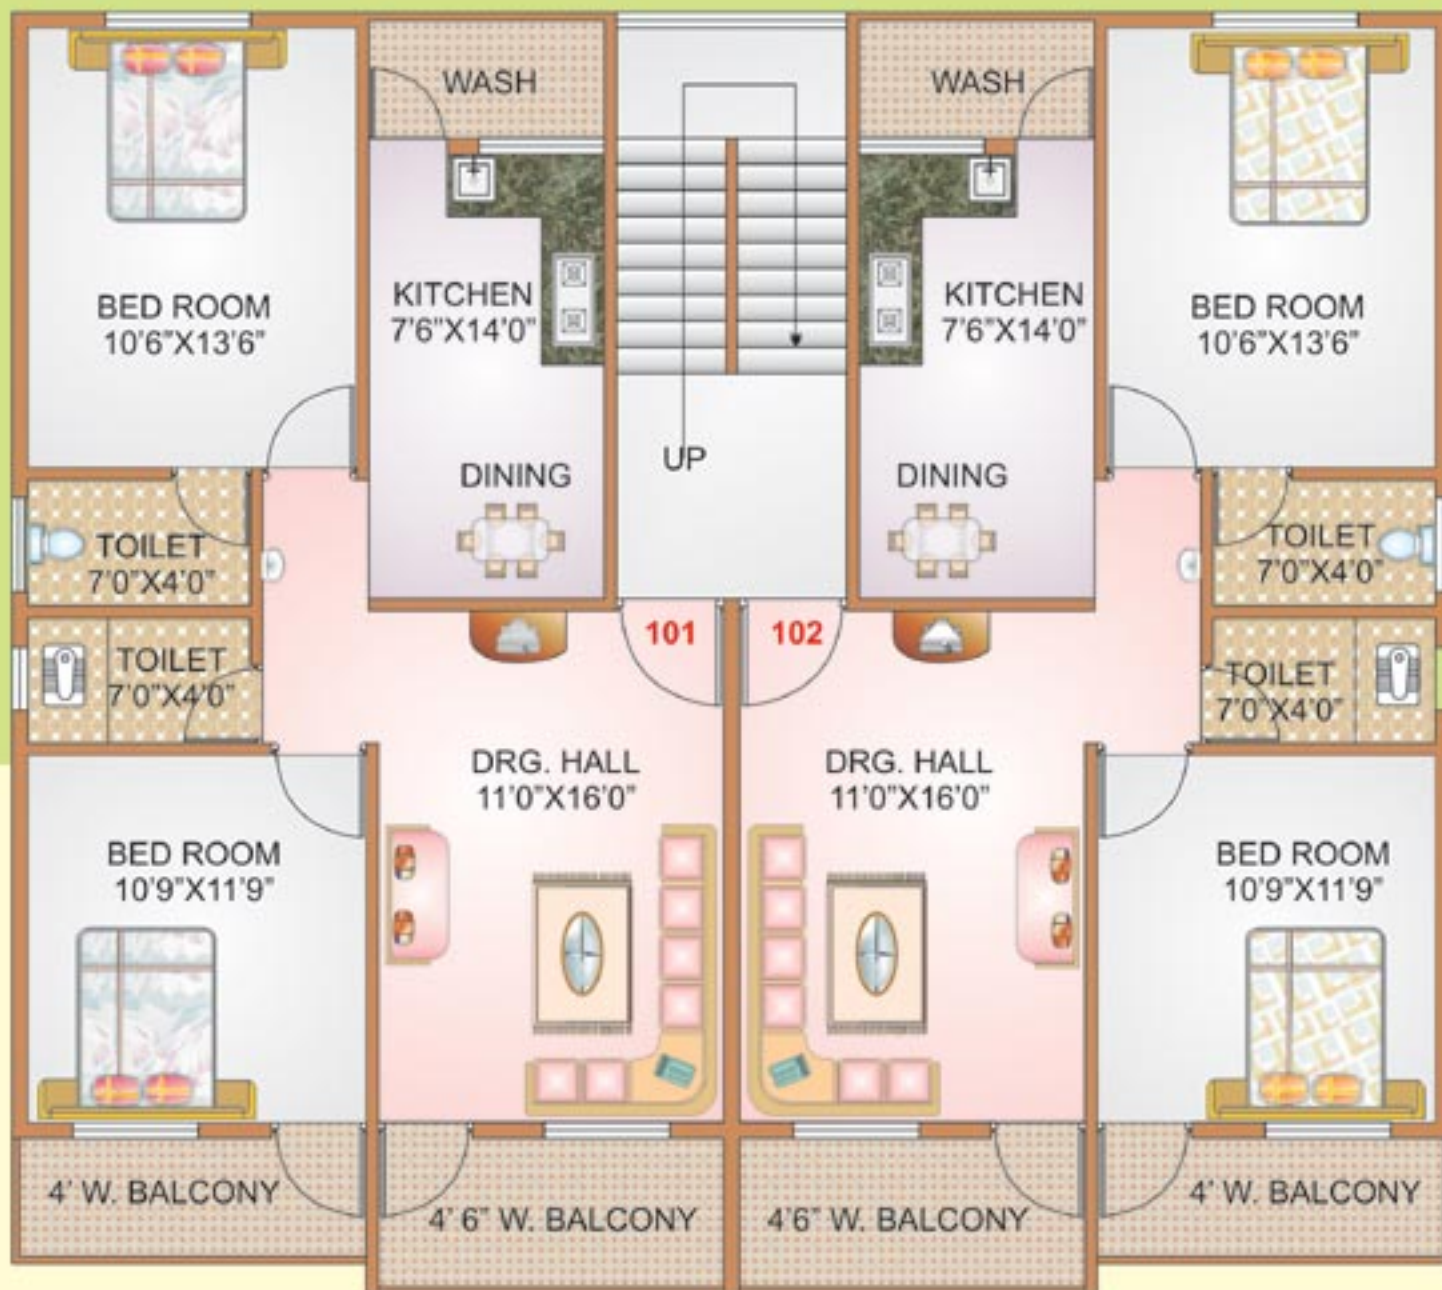 WASH
WASH
BED ROOM
10'6"X13'6"
KITCHEN
7'6"X14'0"
KITCHEN
7'6"X14'0"
BED ROOM
10'6"X13'6"
DINING
UP
DINING
TOILET
7'0"X4'0"
TOILET
7'0"X4'0"
101
102
TOILET
7'0"X4'0"
TOILET
7'0"X4'0"
DRG. HALL
11'0"X16'0"
DRG. HALL
11'0"X16'0"
BED ROOM
10'9"X11'9"
BED ROOM
10'9"X11'9"
4' W. BALCONY
4' 6" W. BALCONY
4'6" W. BALCONY
4' W. BALCONY